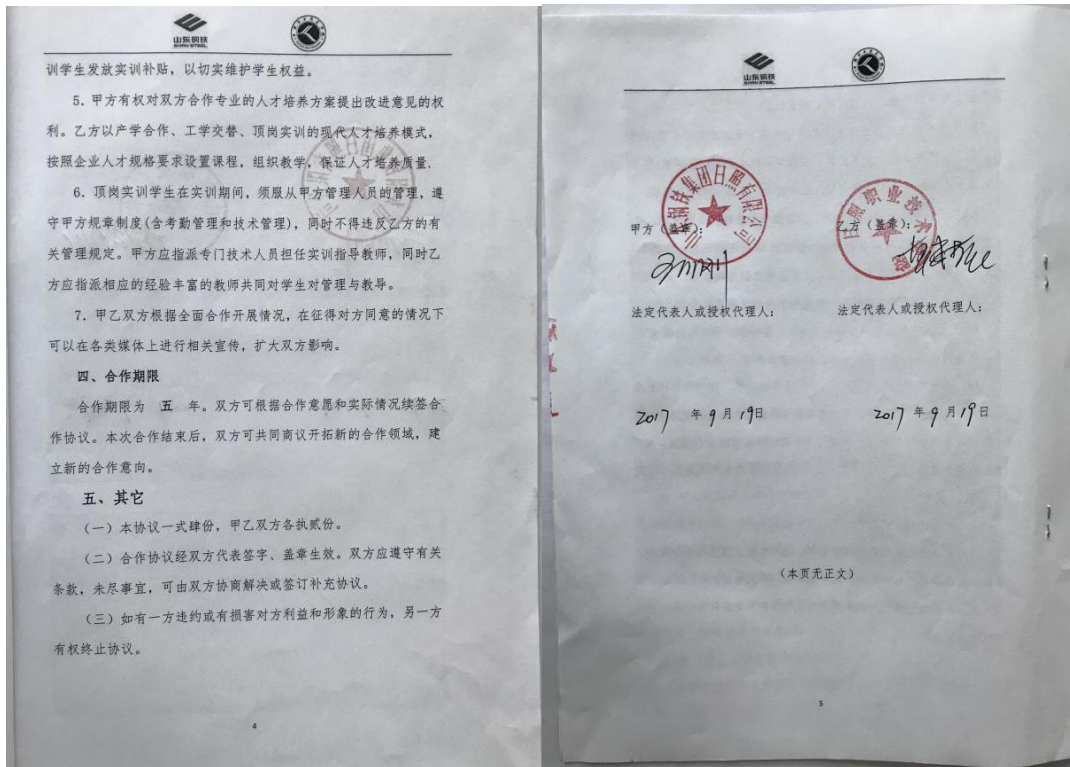 山东钢铁
SHAN STEEL
训学生发放实训补贴，以切实维护学生权益。
5. 甲方有权对双方合作专业的人才培养方案提出改进意见的权
利。乙方以产学合作、工学交替、顶岗实训的现代人才培养模式，
按照企业人才规格要求设置课程，组织教学，保证人才培养质量.
6. 顶岗实训学生在实训期间，须服从甲方管理人员的管理，遵
守甲方规章制度(含考勤管理和技术管理)，同时不得违反乙方的有
关管理规定。甲方应指派专门技术人员担任实训指导教师，同时乙
方应指派相应的经验丰富的教师共同对学生对管理与教导。
7. 甲乙双方根据全面合作开展情况，在征得对方同意的情况下
可以在各类媒体上进行相关宣传，扩大双方影响。
四、合作期限
合作期限为 五 年。双方可根据合作意愿和实际情况续签合
作协议。本次合作结束后，双方可共同商议开拓新的合作领域，建
立新的合作意向。
五、其它
（一）本协议一式肆份，甲乙双方各执贰份。
（二）合作协议经双方代表签字、盖章生效。双方应遵守有关
条款，未尽事宜，可由双方协商解决或签订补充协议。
（三）如有一方违约或有损害对方利益和形象的行为，另一方
有权终止协议。
4
山东钢铁
SHAN STEEL
钢铁集团日照有限公司
甲方（盖章）：
法定代表人或授权代理人：
2017 年 9 月 19日
日照职业技术
乙方（盖章）：
法定代表人或授权代理人：
2017 年 9 月 19日
（本页无正文）
5